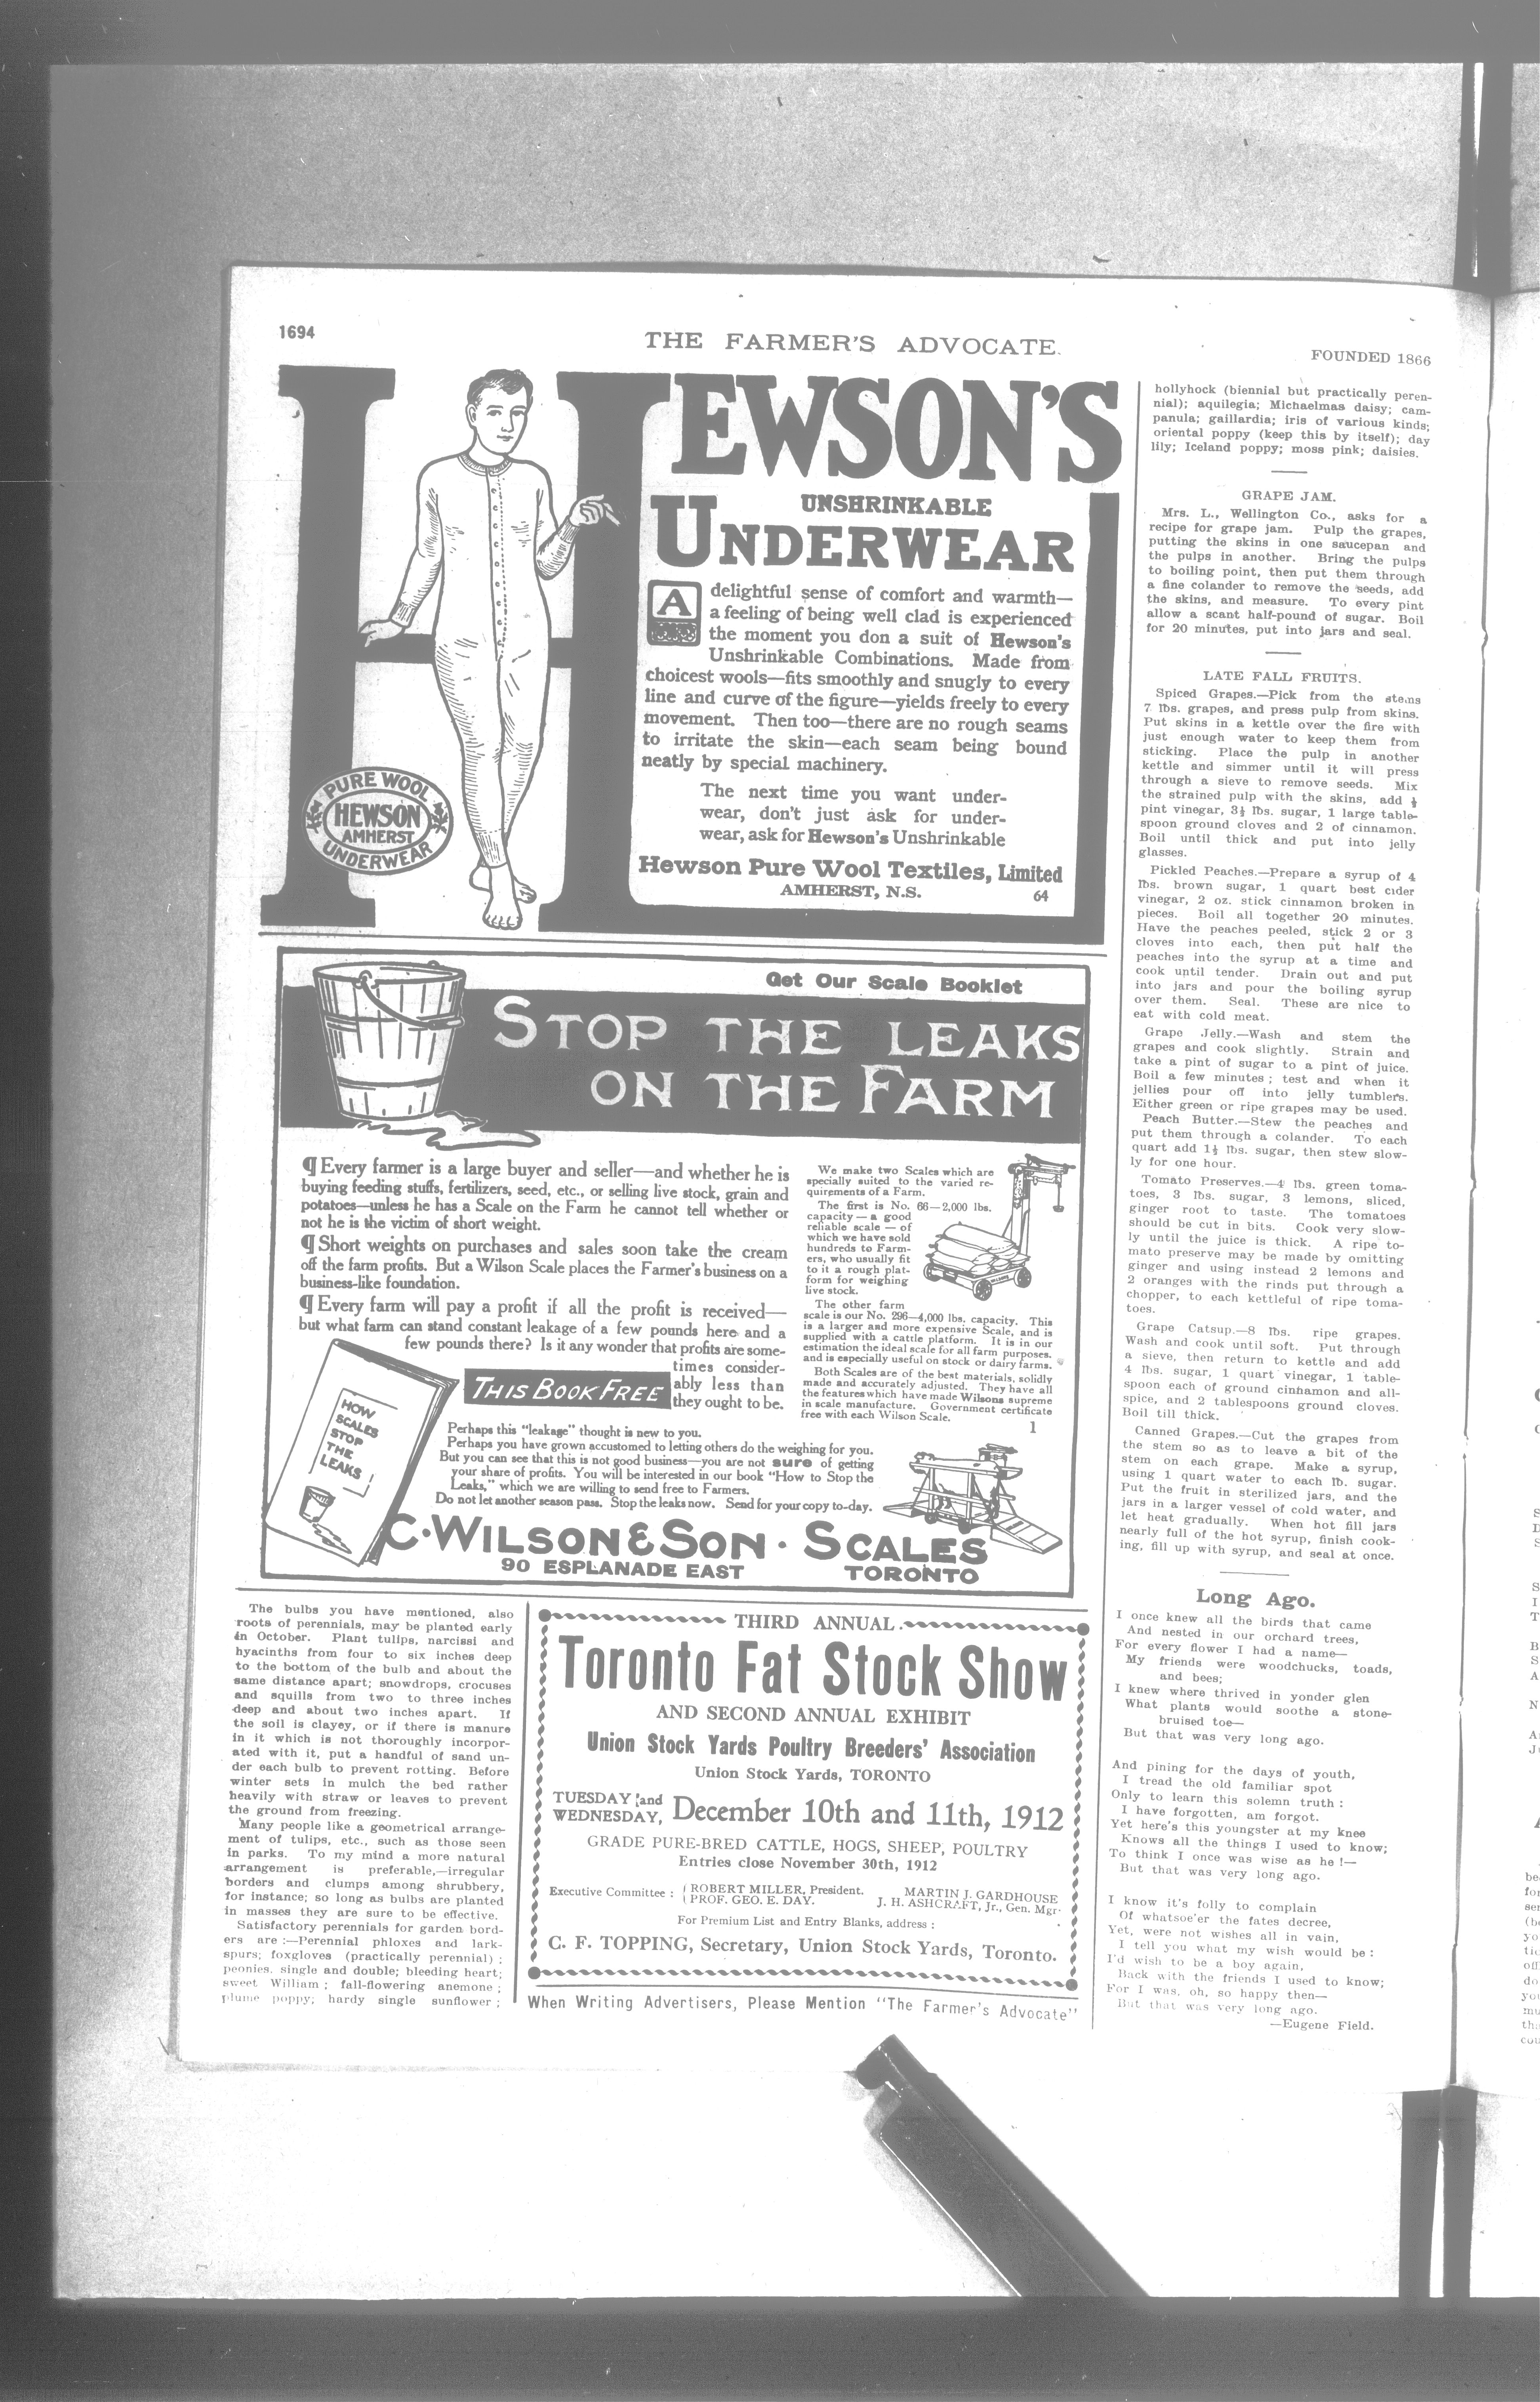 1694
THE FARMER'S ADVOCATE.
FOUNDED 1866
HEWSON'S
UNSHRINKABLE
UNDERWEAR
A delightful sense of comfort and warmth—
a feeling of being well clad is experienced
the moment you don a suit of Hewson's
Unshrinkable Combinations. Made from
choicest wools—fits smoothly and snugly to every
line and curve of the figure—yields freely to every
movement. Then too—there are no rough seams
to irritate the skin—each seam being bound
neatly by special machinery.
The next time you want under-
wear, don't just ask for under-
wear, ask for Hewson's Unshrinkable
Hewson Pure Wool Textiles, Limited
AMHERST, N.S.
64
PURE WOOL
HEWSON
AMHERST
UNDERWEAR
Get Our Scale Booklet
STOP THE LEAKS
ON THE FARM
¶ Every farmer is a large buyer and seller—and whether he is
buying feeding stuffs, fertilizers, seed, etc., or selling live stock, grain and
potatoes—unless he has a Scale on the Farm he cannot tell whether or
not he is the victim of short weight.
¶ Short weights on purchases and sales soon take the cream
off the farm profits. But a Wilson Scale places the Farmer's business on a
business-like foundation.
¶ Every farm will pay a profit if all the profit is received—
but what farm can stand constant leakage of a few pounds here and a
few pounds there? Is it any wonder that profits are some-
times consider-
ably less than
they ought to be.
THIS BOOK FREE
HOW
SCALES
STOP
THE
LEAKS
Perhaps this "leakage" thought is new to you.
Perhaps you have grown accustomed to letting others do the weighing for you.
But you can see that this is not good business—you are not sure of getting
your share of profits. You will be interested in our book "How to Stop the
Leaks," which we are willing to send free to Farmers.
Do not let another season pass. Stop the leaks now. Send for your copy to-day.
We make two Scales which are
specially suited to the varied re-
quirements of a Farm.
The first is No. 66—2,000 lbs.
capacity — a good
reliable scale — of
which we have sold
hundreds to Farm-
ers, who usually fit
to it a rough plat-
form for weighing
live stock.
The other farm
scale is our No. 296—4,000 lbs. capacity. This
is a larger and more expensive Scale, and is
supplied with a cattle platform. It is in our
estimation the ideal scale for all farm purposes.
and is especially useful on stock or dairy farms.
Both Scales are of the best materials, solidly
made and accurately adjusted. They have all
the features which have made Wilsons supreme
in scale manufacture. Government certificate
free with each Wilson Scale.
1
C. WILSON & SON · SCALES
90 ESPLANADE EAST TORONTO
The bulbs you have mentioned, also
roots of perennials, may be planted early
in October. Plant tulips, narcissi and
hyacinths from four to six inches deep
to the bottom of the bulb and about the
same distance apart; snowdrops, crocuses
and squills from two to three inches
deep and about two inches apart. If
the soil is clayey, or if there is manure
in it which is not thoroughly incorpor-
ated with it, put a handful of sand un-
der each bulb to prevent rotting. Before
winter sets in mulch the bed rather
heavily with straw or leaves to prevent
the ground from freezing.
Many people like a geometrical arrange-
ment of tulips, etc., such as those seen
in parks. To my mind a more natural
arrangement is preferable,—irregular
borders and clumps among shrubbery,
for instance; so long as bulbs are planted
in masses they are sure to be effective.
Satisfactory perennials for garden bord-
ers are :—Perennial phloxes and lark-
spurs; foxgloves (practically perennial) ;
peonies, single and double; bleeding heart;
sweet William ; fall-flowering anemone ;
plume poppy; hardy single sunflower ;
THIRD ANNUAL
Toronto Fat Stock Show
AND SECOND ANNUAL EXHIBIT
Union Stock Yards Poultry Breeders' Association
Union Stock Yards, TORONTO
TUESDAY and
WEDNESDAY, December 10th and 11th, 1912
GRADE PURE-BRED CATTLE, HOGS, SHEEP, POULTRY
Entries close November 30th, 1912
Executive Committee : ROBERT MILLER, President. MARTIN J. GARDHOUSE
PROF. GEO. E. DAY. J. H. ASHCRAFT, Jr., Gen. Mgr.
For Premium List and Entry Blanks, address :
C. F. TOPPING, Secretary, Union Stock Yards, Toronto.
When Writing Advertisers, Please Mention "The Farmer's Advocate"
hollyhock (biennial but practically peren-
nial); aquilegia; Michaelmas daisy; cam-
panula; gaillardia; iris of various kinds;
oriental poppy (keep this by itself); day
lily; Iceland poppy; moss pink; daisies.
GRAPE JAM.
Mrs. L., Wellington Co., asks for a
recipe for grape jam. Pulp the grapes,
putting the skins in one saucepan and
the pulps in another. Bring the pulps
to boiling point, then put them through
a fine colander to remove the seeds, add
the skins, and measure. To every pint
allow a scant half-pound of sugar. Boil
for 20 minutes, put into jars and seal.
LATE FALL FRUITS.
Spiced Grapes.—Pick from the stems
7 lbs. grapes, and press pulp from skins.
Put skins in a kettle over the fire with
just enough water to keep them from
sticking. Place the pulp in another
kettle and simmer until it will press
through a sieve to remove seeds. Mix
the strained pulp with the skins, add ½
pint vinegar, 3½ lbs. sugar, 1 large table-
spoon ground cloves and 2 of cinnamon.
Boil until thick and put into jelly
glasses.
Pickled Peaches.—Prepare a syrup of 4
lbs. brown sugar, 1 quart best cider
vinegar, 2 oz. stick cinnamon broken in
pieces. Boil all together 20 minutes.
Have the peaches peeled, stick 2 or 3
cloves into each, then put half the
peaches into the syrup at a time and
cook until tender. Drain out and put
into jars and pour the boiling syrup
over them. Seal. These are nice to
eat with cold meat.
Grape Jelly.—Wash and stem the
grapes and cook slightly. Strain and
take a pint of sugar to a pint of juice.
Boil a few minutes ; test and when it
jellies pour off into jelly tumblers.
Either green or ripe grapes may be used.
Peach Butter.—Stew the peaches and
put them through a colander. To each
quart add 1½ lbs. sugar, then stew slow-
ly for one hour.
Tomato Preserves.—4 lbs. green toma-
toes, 3 lbs. sugar, 3 lemons, sliced,
ginger root to taste. The tomatoes
should be cut in bits. Cook very slow-
ly until the juice is thick. A ripe to-
mato preserve may be made by omitting
ginger and using instead 2 lemons and
2 oranges with the rinds put through a
chopper, to each kettleful of ripe toma-
toes.
Grape Catsup.—8 lbs. ripe grapes.
Wash and cook until soft. Put through
a sieve, then return to kettle and add
4 lbs. sugar, 1 quart vinegar, 1 table-
spoon each of ground cinnamon and all-
spice, and 2 tablespoons ground cloves.
Boil till thick.
Canned Grapes.—Cut the grapes from
the stem so as to leave a bit of the
stem on each grape. Make a syrup,
using 1 quart water to each lb. sugar.
Put the fruit in sterilized jars, and the
jars in a larger vessel of cold water, and
let heat gradually. When hot fill jars
nearly full of the hot syrup, finish cook-
ing, fill up with syrup, and seal at once.
Long Ago.
I once knew all the birds that came
And nested in our orchard trees,
For every flower I had a name—
My friends were woodchucks, toads,
and bees;
I knew where thrived in yonder glen
What plants would soothe a stone-
bruised toe—
But that was very long ago.
And pining for the days of youth,
I tread the old familiar spot
Only to learn this solemn truth :
I have forgotten, am forgot.
Yet here's this youngster at my knee
Knows all the things I used to know;
To think I once was wise as he !—
But that was very long ago.
I know it's folly to complain
Of whatsoe'er the fates decree,
Yet, were not wishes all in vain,
I tell you what my wish would be :
I'd wish to be a boy again,
Back with the friends I used to know;
For I was, oh, so happy then—
But that was very long ago.
—Eugene Field.